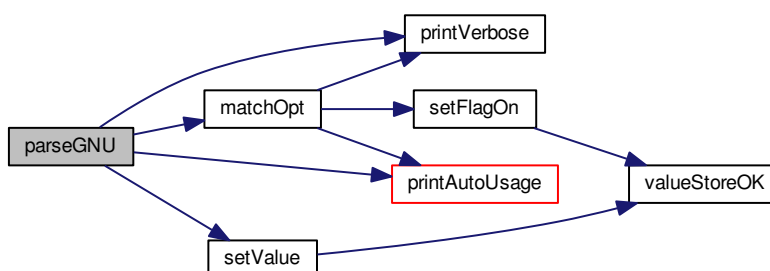 printVerbose
matchOpt
setFlagOn
parseGNU
printAutoUsage
valueStoreOK
setValue